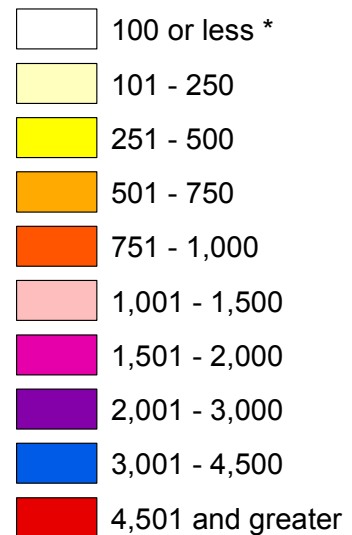 100 or less *
101 - 250
251 - 500
501 - 750
751 - 1,000
1,001 - 1,500
1,501 - 2,000
2,001 - 3,000
3,001 - 4,500
4,501 and greater